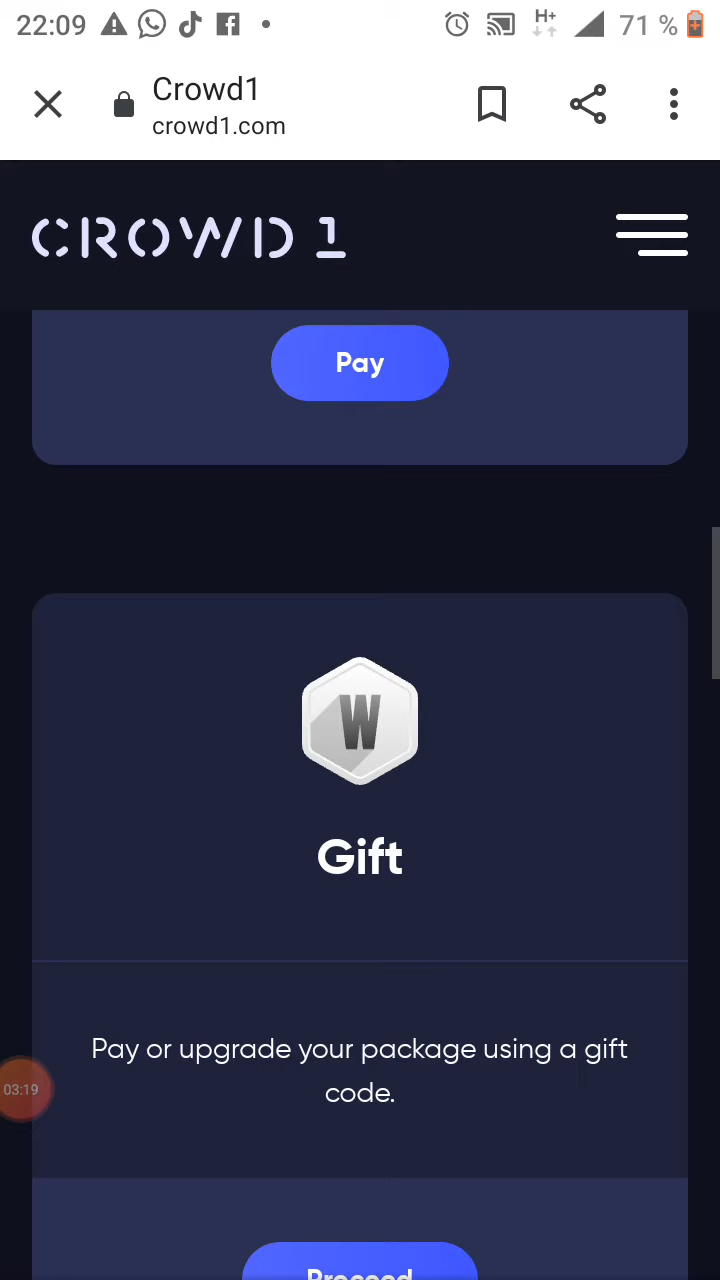 22:09 H+ 71 %
Crowd1
crowd1.com
CROWD 1
Pay
W
Gift
Pay or upgrade your package using a gift
code.
03:19
Proceed